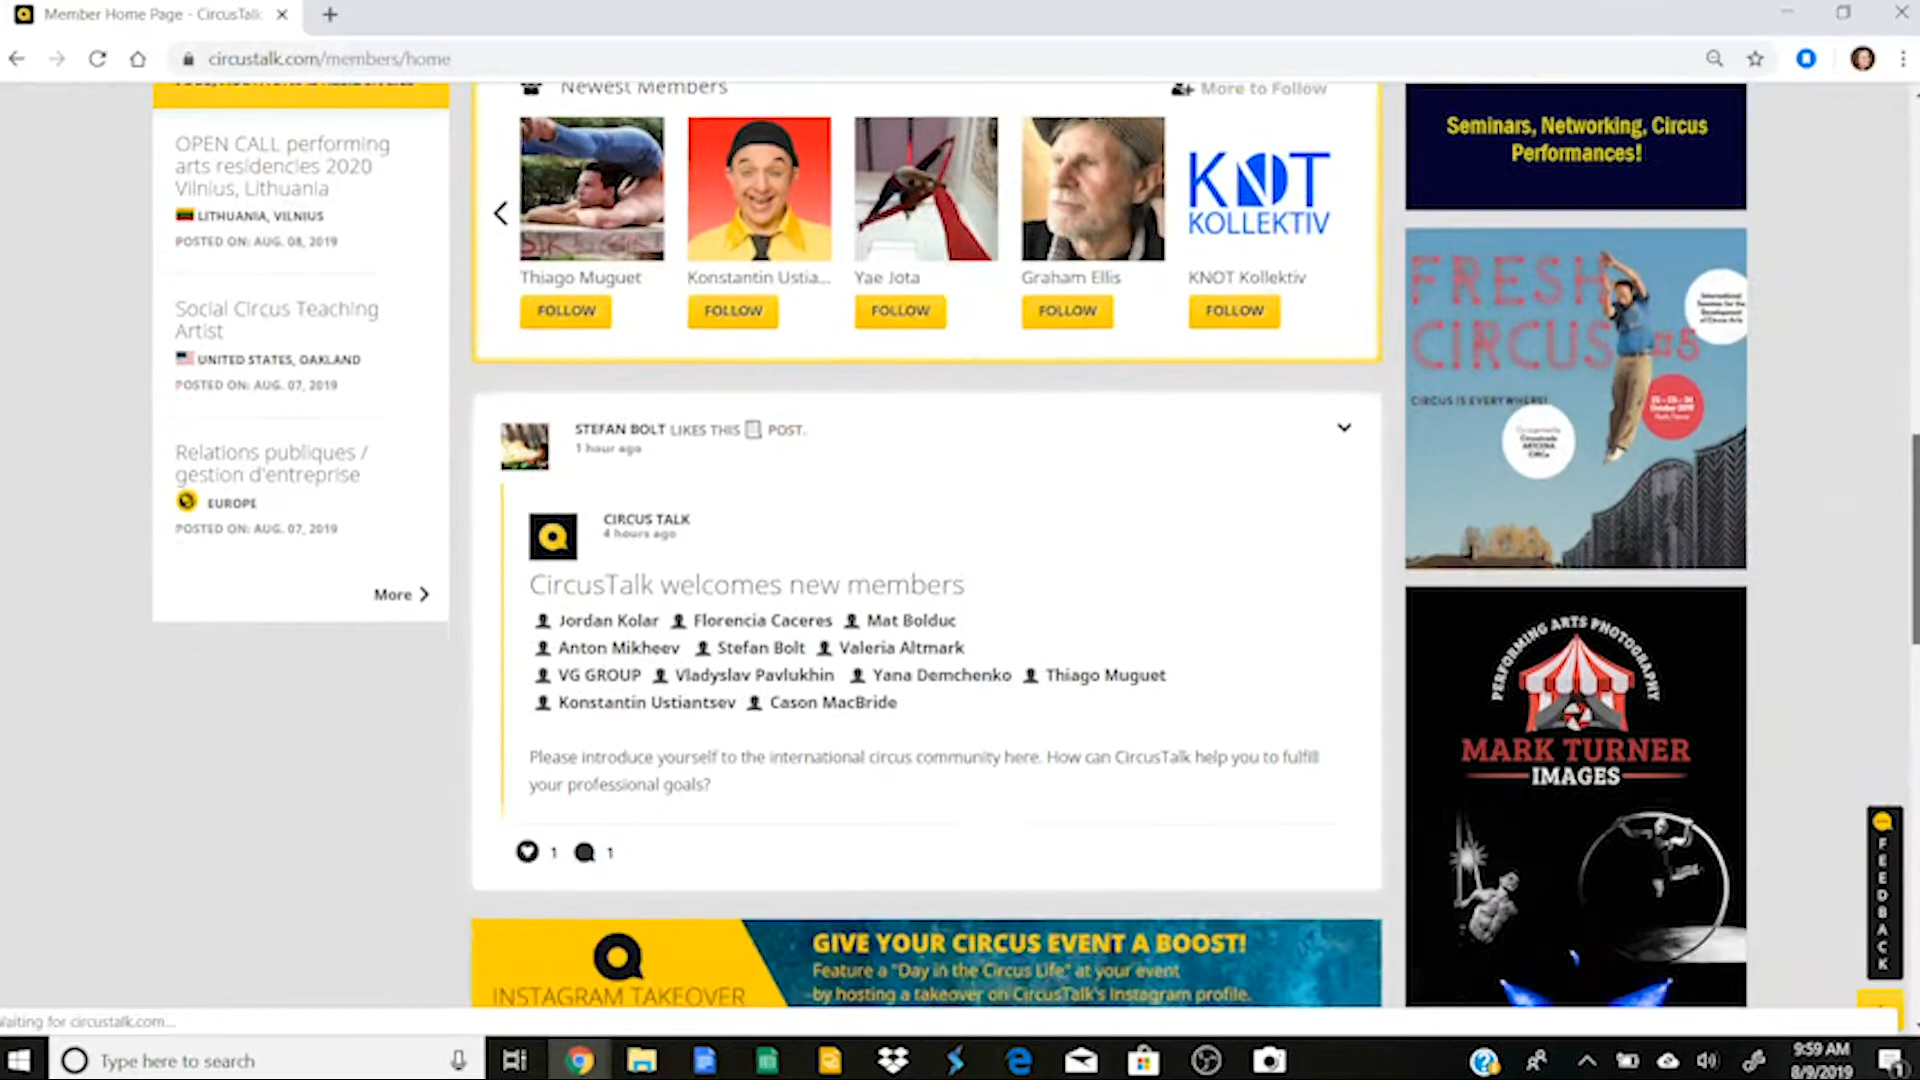 Member Home Page - CircusTalk
circustalk.com/members/home
OPEN CALL performing
arts residencies 2020
Vilnius, Lithuania
LITHUANIA, VILNIUS
POSTED ON: AUG. 08, 2019
Social Circus Teaching
Artist
UNITED STATES, OAKLAND
POSTED ON: AUG. 07, 2019
Relations publiques /
gestion d'entreprise
EUROPE
POSTED ON: AUG. 07, 2019
More
Newest Members
More to Follow
KNOT
KOLLEKTIV
Thiago Muguet
Konstantin Ustia...
Yae Jota
Graham Ellis
KNOT Kollektiv
FOLLOW
FOLLOW
FOLLOW
FOLLOW
FOLLOW
STEFAN BOLT LIKES THIS POST.
1 hour ago
CIRCUS TALK
4 hours ago
CircusTalk welcomes new members
Jordan Kolar Florencia Caceres Mat Bolduc
Anton Mikheev Stefan Bolt Valeria Altmark
VG GROUP Vladyslav Pavlukhin Yana Demchenko Thiago Muguet
Konstantin Ustiantsev Cason MacBride
Please introduce yourself to the international circus community here. How can CircusTalk help you to fulfill
your professional goals?
1 1
INSTAGRAM TAKEOVER
GIVE YOUR CIRCUS EVENT A BOOST!
Feature a "Day in the Circus Life" at your event
by hosting a takeover on CircusTalk's Instagram profile.
Seminars, Networking, Circus
Performances!
FRESH
CIRCUS #5
CIRCUS IS EVERYWHERE!
PERFORMING ARTS PHOTOGRAPHY
MARK TURNER
IMAGES
FEEDBACK
Waiting for circustalk.com...
Type here to search
9:59 AM
8/9/2019